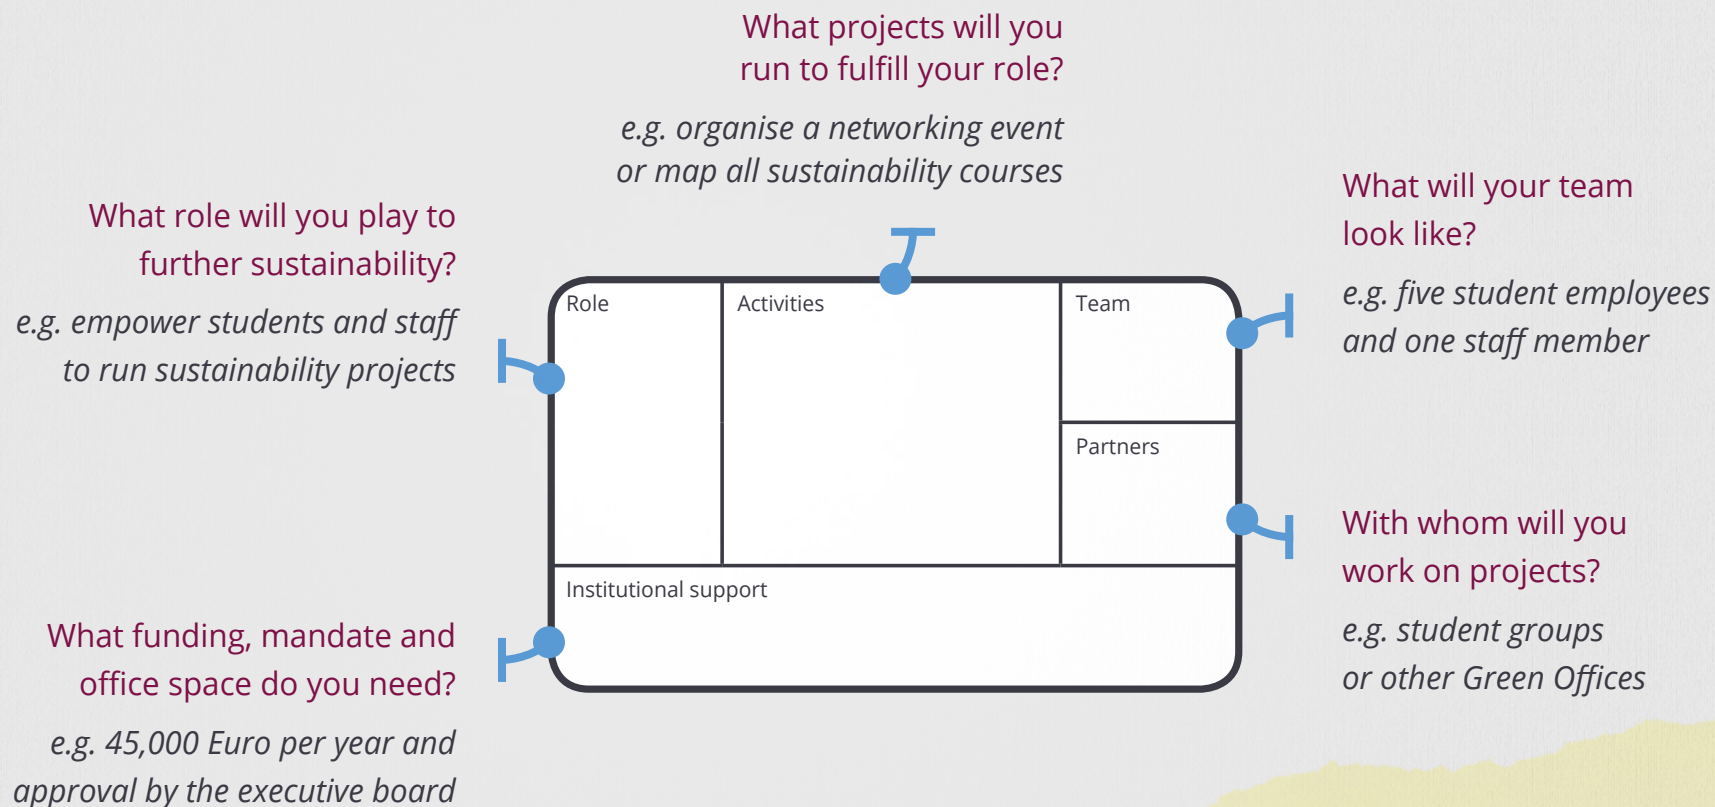 What projects will you
run to fulfill your role?
e.g. organise a networking event
or map all sustainability courses
What role will you play to
further sustainability?
e.g. empower students and staff
to run sustainability projects
What will your team
look like?
e.g. five student employees
and one staff member
Role
Activities
Team
Partners
Institutional support
With whom will you
work on projects?
e.g. student groups
or other Green Offices
What funding, mandate and
office space do you need?
e.g. 45,000 Euro per year and
approval by the executive board